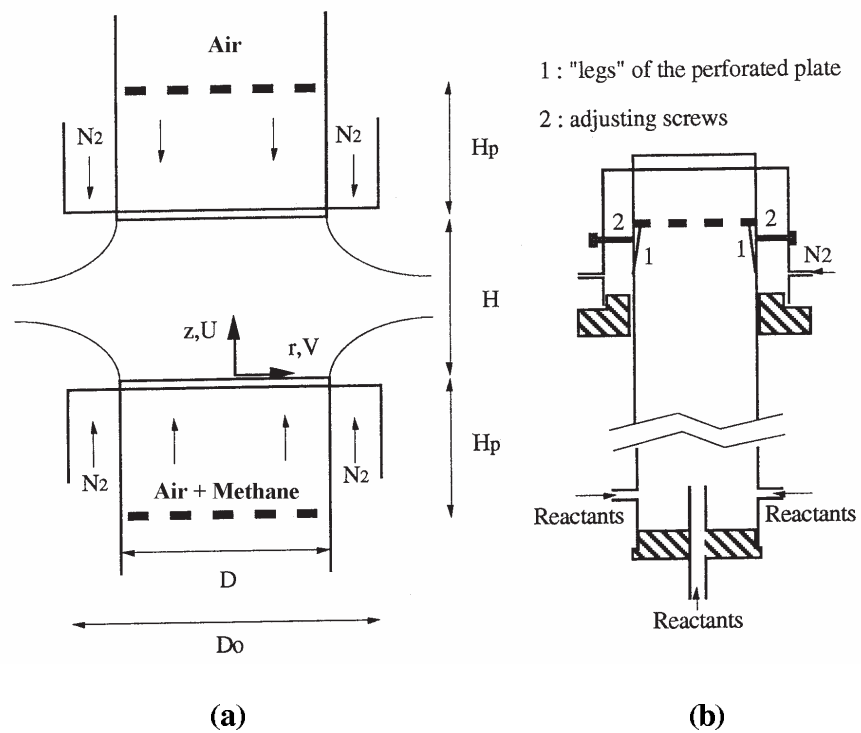 Air
N2
N2
Hp
H
z,U
r,V
Hp
N2
N2
Air + Methane
D
Do
(a)
1 : "legs" of the perforated plate
2 : adjusting screws
2
2
1
1
N2
Reactants
Reactants
Reactants
(b)